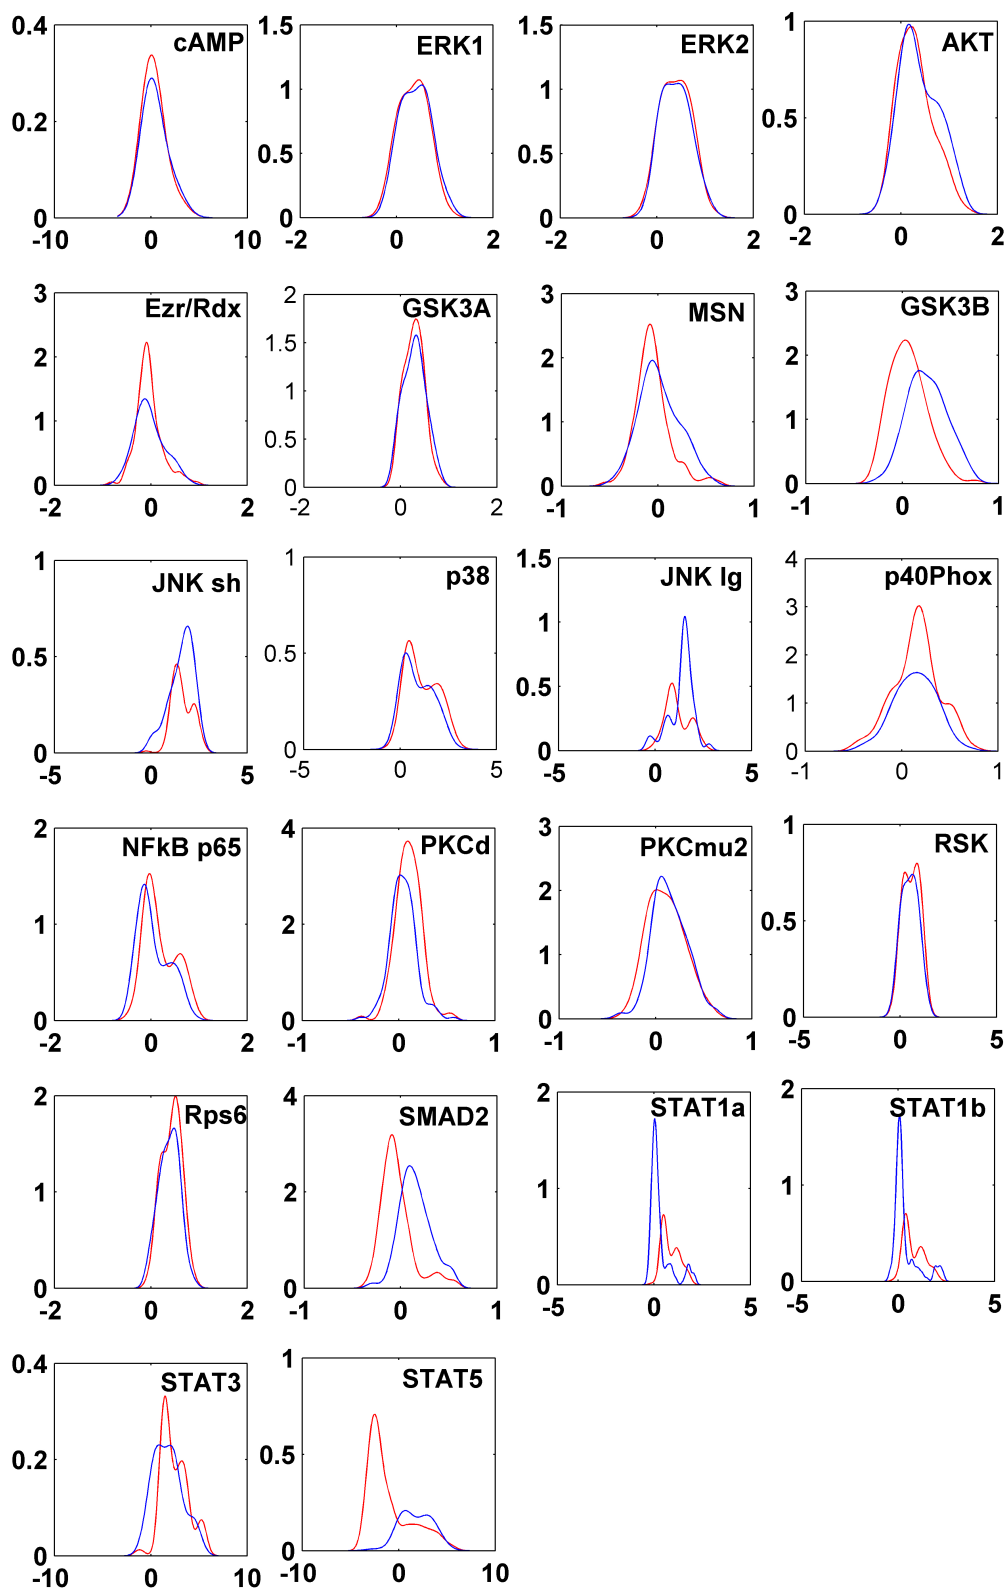 0.4 cAMP
0.2
0
-10 0 10
1.5 ERK1
1
0.5
0
-2 0 2
1.5 ERK2
1
0.5
0
-2 0 2
1 AKT
0.5
0
-2 0 2
3 Ezr/Rdx
2
1
0
-2 0 2
2 GSK3A
1.5
1
0.5
0
-2 0 2
3 MSN
2
1
0
-1 0 1
3 GSK3B
2
1
0
-1 0 1
1 JNK sh
0.5
0
-5 0 5
1 p38
0.5
0
-5 0 5
1.5 JNK lg
1
0.5
0
-5 0 5
4 p40Phox
3
2
1
0
-1 0 1
2 NFkB p65
1
0
-2 0 2
4 PKCd
2
0
-1 0 1
3 PKCmu2
2
1
0
-1 0 1
1 RSK
0.5
0
-5 0 5
2 Rps6
1
0
-2 0 2
4 SMAD2
2
0
-1 0 1
2 STAT1a
1
0
-5 0 5
2 STAT1b
1
0
-5 0 5
0.4 STAT3
0.2
0
-10 0 10
1 STAT5
0.5
0
-10 0 10